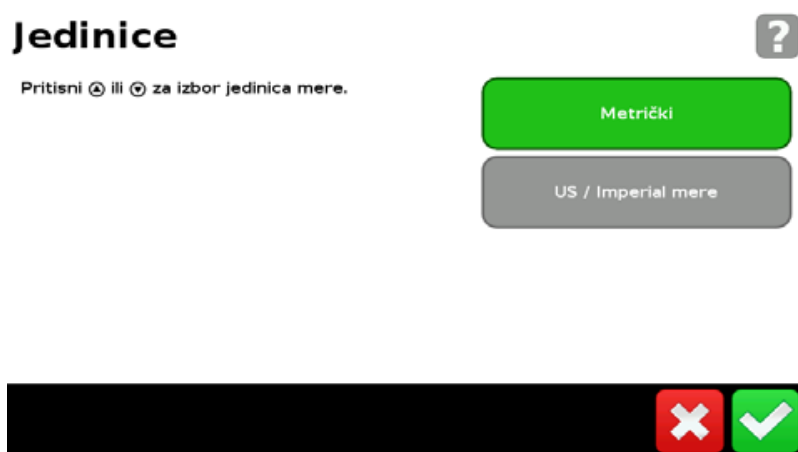 Jedinice
?
Pritisni ▲ ili ▼ za izbor jedinica mere.
Metrički
US / Imperial mere